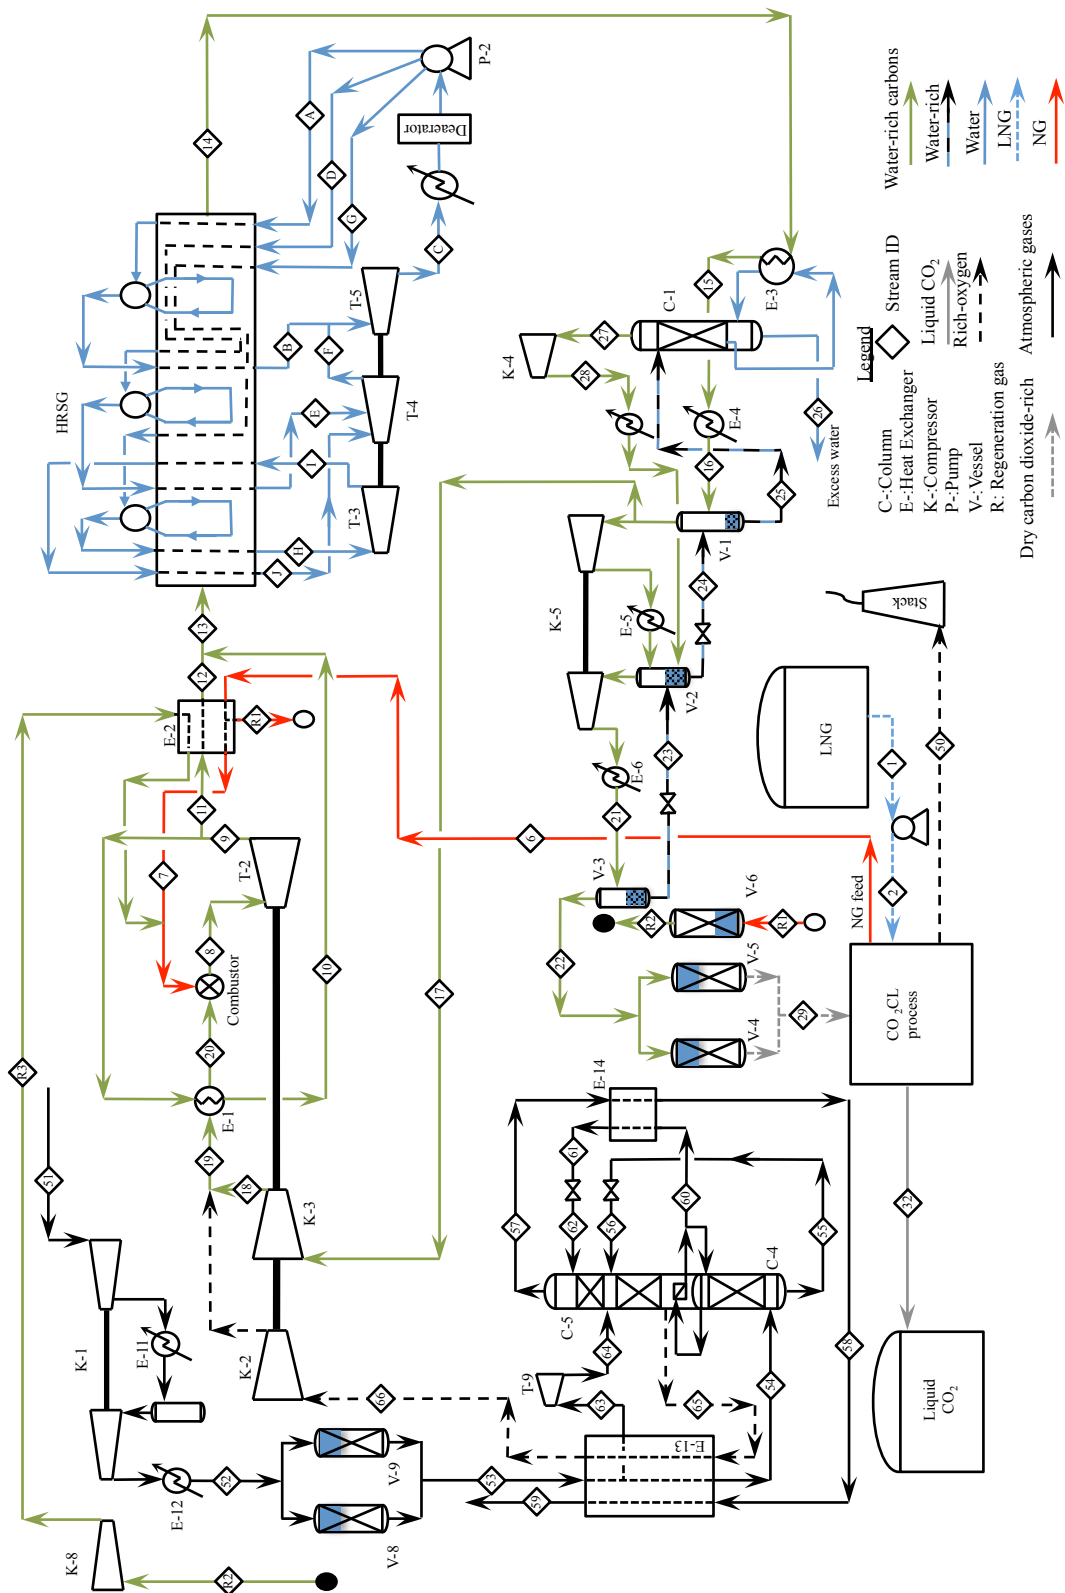 K-8
R2
R3
51
K-1
E-11
E-12
52
V-8
V-9
53
59
E-13
K-2
66
T-9
63
64
65
54
58
C-5
C-4
57
55
56
60
61
62
E-14
K-3
18
19
E-1
20
Combustor
8
7
T-2
9
10
11
E-2
12
R1
13
17
6
HRSG
14
A
D
G
B
F
E
I
H
J
T-3
T-4
T-5
C
Deaerator
P-2
K-4
27
28
C-1
15
E-3
E-4
16
26
Excess water
25
V-1
24
K-5
E-5
V-2
23
E-6
21
V-3
22
R2
V-6
R1
V-5
V-4
29
NG feed
CO2CL
process
1
2
LNG
50
Stack
32
Liquid
CO2
Legend
Stream ID
C-:Column
E-:Heat Exchanger
K-:Compressor
P-:Pump
V-:Vessel
R: Regeneration gas
Dry carbon dioxide-rich
Liquid CO2
Rich-oxygen
Atmospheric gases
Water-rich carbons
Water-rich
Water
LNG
NG